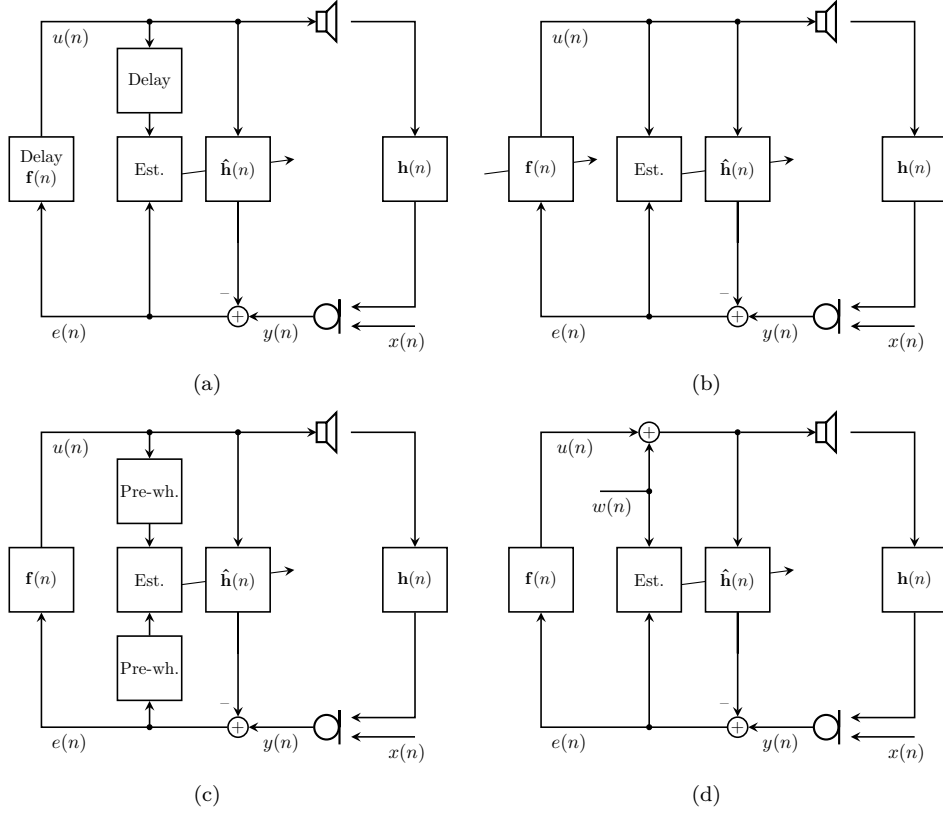 u(n)
Delay
Delay
f(n)
Est.
ĥ(n)
h(n)
−
+
e(n)
y(n)
x(n)
(a)
u(n)
f(n)
Est.
ĥ(n)
h(n)
−
+
e(n)
y(n)
x(n)
(b)
u(n)
Pre-wh.
f(n)
Est.
ĥ(n)
h(n)
Pre-wh.
−
+
e(n)
y(n)
x(n)
(c)
u(n)
+
w(n)
f(n)
Est.
ĥ(n)
h(n)
−
+
e(n)
y(n)
x(n)
(d)